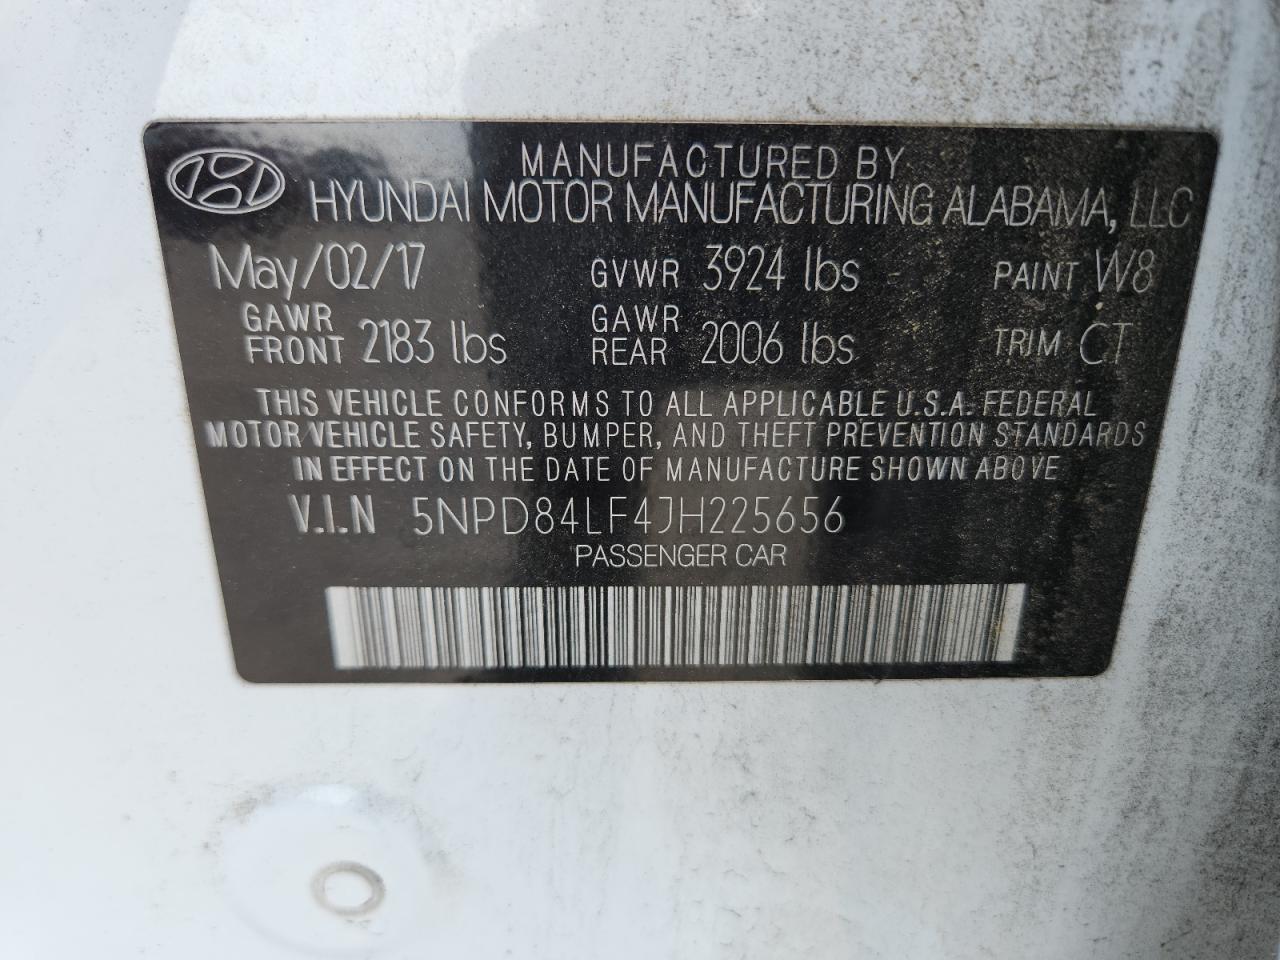 MANUFACTURED BY
HYUNDAI MOTOR MANUFACTURING ALABAMA, LLC
May/02/17 GVWR 3924 lbs PAINT W8
GAWR FRONT 2183 lbs GAWR REAR 2006 lbs TRIM CT
THIS VEHICLE CONFORMS TO ALL APPLICABLE U.S.A. FEDERAL
MOTOR VEHICLE SAFETY, BUMPER, AND THEFT PREVENTION STANDARDS
IN EFFECT ON THE DATE OF MANUFACTURE SHOWN ABOVE
V.I.N 5NPD84LF4JH225656
PASSENGER CAR